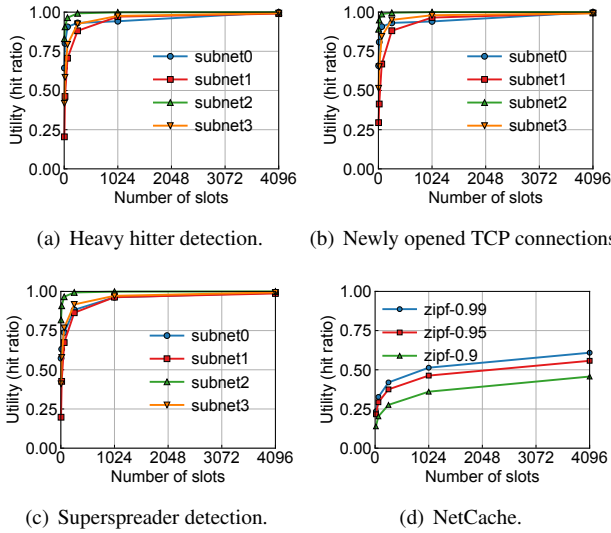 1.00
0.75
0.50
0.25
0.00
Utility (hit ratio)
subnet0
subnet1
subnet2
subnet3
0 1024 2048 3072 4096
Number of slots
(a) Heavy hitter detection.
1.00
0.75
0.50
0.25
0.00
Utility (hit ratio)
subnet0
subnet1
subnet2
subnet3
0 1024 2048 3072 4096
Number of slots
(b) Newly opened TCP connections
1.00
0.75
0.50
0.25
0.00
Utility (hit ratio)
subnet0
subnet1
subnet2
subnet3
0 1024 2048 3072 4096
Number of slots
(c) Superspreader detection.
1.00
0.75
0.50
0.25
0.00
Utility (hit ratio)
zipf-0.99
zipf-0.95
zipf-0.9
0 1024 2048 3072 4096
Number of slots
(d) NetCache.